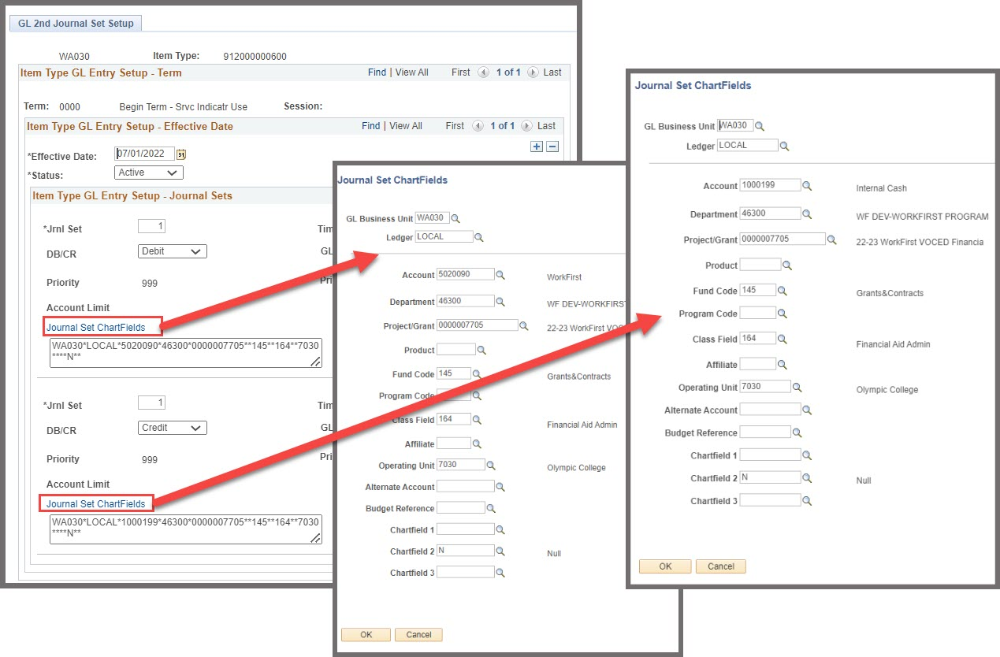 GL 2nd Journal Set Setup
WA030 Item Type: 912000000600
Item Type GL Entry Setup - Term Find | View All First 1 of 1 Last
Term: 0000 Begin Term - Srvc Indicatr Use Session:
Item Type GL Entry Setup - Effective Date Find | View All First 1 of 1 Last
*Effective Date: 07/01/2022 31
*Status: Active
Item Type GL Entry Setup - Journal Sets
*Jrnl Set 1 Tim
DB/CR Debit GL
Priority 999 Pri
Account Limit
Journal Set ChartFields
WA030*LOCAL*5020090*46300*0000007705**145**164**7030
****N**
*Jrnl Set 1 Tim
DB/CR Credit GL
Priority 999 Pri
Account Limit
Journal Set ChartFields
WA030*LOCAL*1000199*46300*0000007705**145**164**7030
****N**
Journal Set ChartFields
GL Business Unit WA030
Ledger LOCAL
Account 5020090 WorkFirst
Department 46300 WF DEV-WORKFIRST
Project/Grant 0000007705 22-23 WorkFirst VOC
Product
Fund Code 145 Grants&Contracts
Program Code
Class Field 164 Financial Aid Admin
Affiliate
Operating Unit 7030 Olympic College
Alternate Account
Budget Reference
Chartfield 1
Chartfield 2 N Null
Chartfield 3
OK Cancel
Journal Set ChartFields
GL Business Unit WA030
Ledger LOCAL
Account 1000199 Internal Cash
Department 46300 WF DEV-WORKFIRST PROGRAM
Project/Grant 0000007705 22-23 WorkFirst VOCED Financia
Product
Fund Code 145 Grants&Contracts
Program Code
Class Field 164 Financial Aid Admin
Affiliate
Operating Unit 7030 Olympic College
Alternate Account
Budget Reference
Chartfield 1
Chartfield 2 N Null
Chartfield 3
OK Cancel